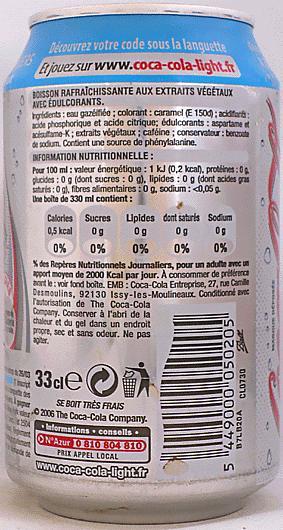 Découvrez votre code sous la languette
Et jouez sur www.coca-cola-light.fr
BOISSON RAFRAÎCHISSANTE AUX EXTRAITS VÉGÉTAUX
AVEC ÉDULCORANTS.
Ingrédients : eau gazéifiée ; colorant : caramel (E 150d) ; acidifiants :
acide phosphorique et acide citrique ; édulcorants : aspartame et
acésulfame-K ; extraits végétaux ; caféine ; conservateur : benzoate
de sodium. Contient une source de phénylalanine.
INFORMATION NUTRITIONNELLE :
Pour 100 ml : valeur énergétique : 1 kJ (0,2 kcal), protéines : 0 g,
glucides : 0 g (dont sucres : 0 g), lipides : 0 g (dont acides gras
saturés : 0 g), fibres alimentaires : 0 g, sodium : <0,05 g.
Une boîte de 330 ml contient :
Calories Sucres Lipides dont saturés Sodium
0,5 kcal 0 g 0 g 0 g 0 g
0% 0% 0% 0% 0%
% des Repères Nutritionnels Journaliers, pour un adulte avec un
apport moyen de 2000 Kcal par jour. À consommer de préférence
avant le : voir fond boîte. EMB : Coca-Cola Entreprise, 27, rue Camille
Desmoulins, 92130 Issy-les-Moulineaux. Conditionné avec
l'autorisation de The Coca-Cola
Company. Conserver à l'abri de la
chaleur et du gel dans un endroit
propre, sec et sans odeur. Ne pas
agiter.
33cl e
SE BOIT TRÈS FRAIS
© 2006 The Coca-Cola
Company.
• Informations • conseils •
N°Azur 0 810 804 810
PRIX APPEL LOCAL
www.coca-cola-light.fr
5 449000 050205
B7LB20A CL0730
MARQUE DÉPOSÉE